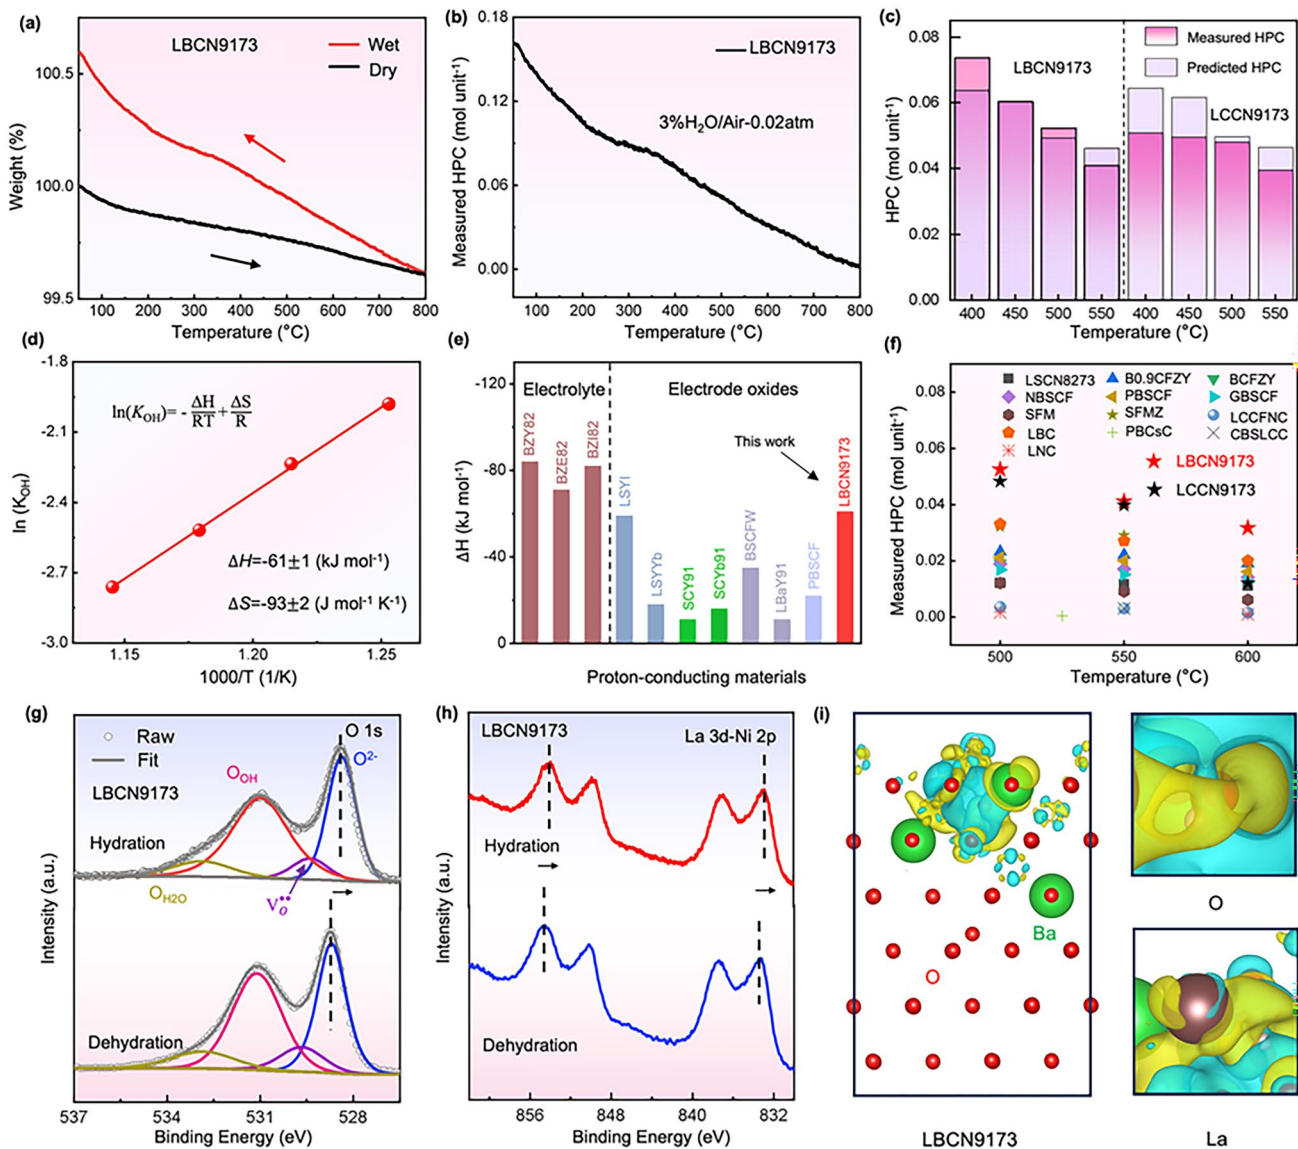 (a)
LBCN9173
Wet
Dry
100.5
100.0
99.5
Weight (%)
100 200 300 400 500 600 700 800
Temperature (°C)
(b)
LBCN9173
3%H₂O/Air-0.02atm
0.18
0.12
0.06
0.00
Measured HPC (mol unit⁻¹)
100 200 300 400 500 600 700 800
Temperature (°C)
(c)
Measured HPC
Predicted HPC
LBCN9173
LCCN9173
0.08
0.06
0.04
0.02
0.00
HPC (mol unit⁻¹)
400 450 500 550 400 450 500 550
Temperature (°C)
(d)
-1.8
-2.1
-2.4
-2.7
-3.0
ln (K_OH)
ln(K_OH)= - ΔH/RT + ΔS/R
ΔH=-61±1 (kJ mol⁻¹)
ΔS=-93±2 (J mol⁻¹ K⁻¹)
1.15 1.20 1.25
1000/T (1/K)
(e)
-120
-80
-40
0
ΔH (kJ mol⁻¹)
Electrolyte
Electrode oxides
This work
BZY82
BZE82
BZI82
LSYI
LSYYb
SCY91
SCYb91
BSCFW
LBaY91
PBSCF
LBCN9173
Proton-conducting materials
(f)
LSCN8273 B0.9CFZY BCFZY
NBSCF PBSCF GBSCF
SFM SFMZ LCCFNC
LBC PBCsC CBSLCC
LNC
LBCN9173
LCCN9173
0.08
0.06
0.04
0.02
0.00
Measured HPC (mol unit⁻¹)
500 550 600
Temperature (°C)
(g)
Raw
Fit
O 1s
O²⁻
O_OH
LBCN9173
Hydration
O_H2O
V_o^••
Dehydration
Intensity (a.u.)
537 534 531 528
Binding Energy (eV)
(h)
LBCN9173
La 3d-Ni 2p
Hydration
Dehydration
Intensity (a.u.)
856 848 840 832
Binding Energy (eV)
(i)
Ba
O
LBCN9173
O
La